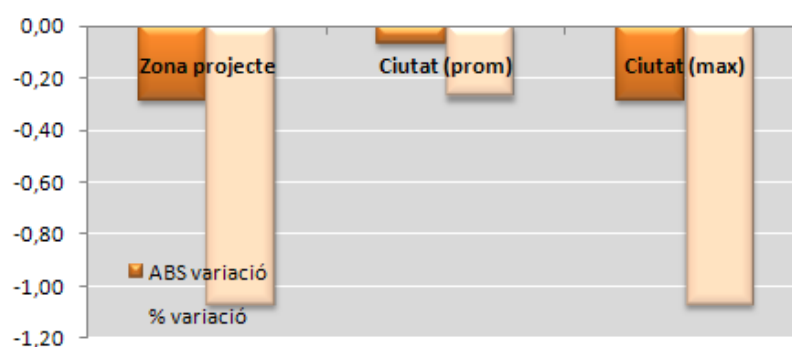 0,00
-0,20
-0,40
-0,60
-0,80
-1,00
-1,20
Zona projecte
Ciutat (prom)
Ciutat (max)
ABS variació
% variació